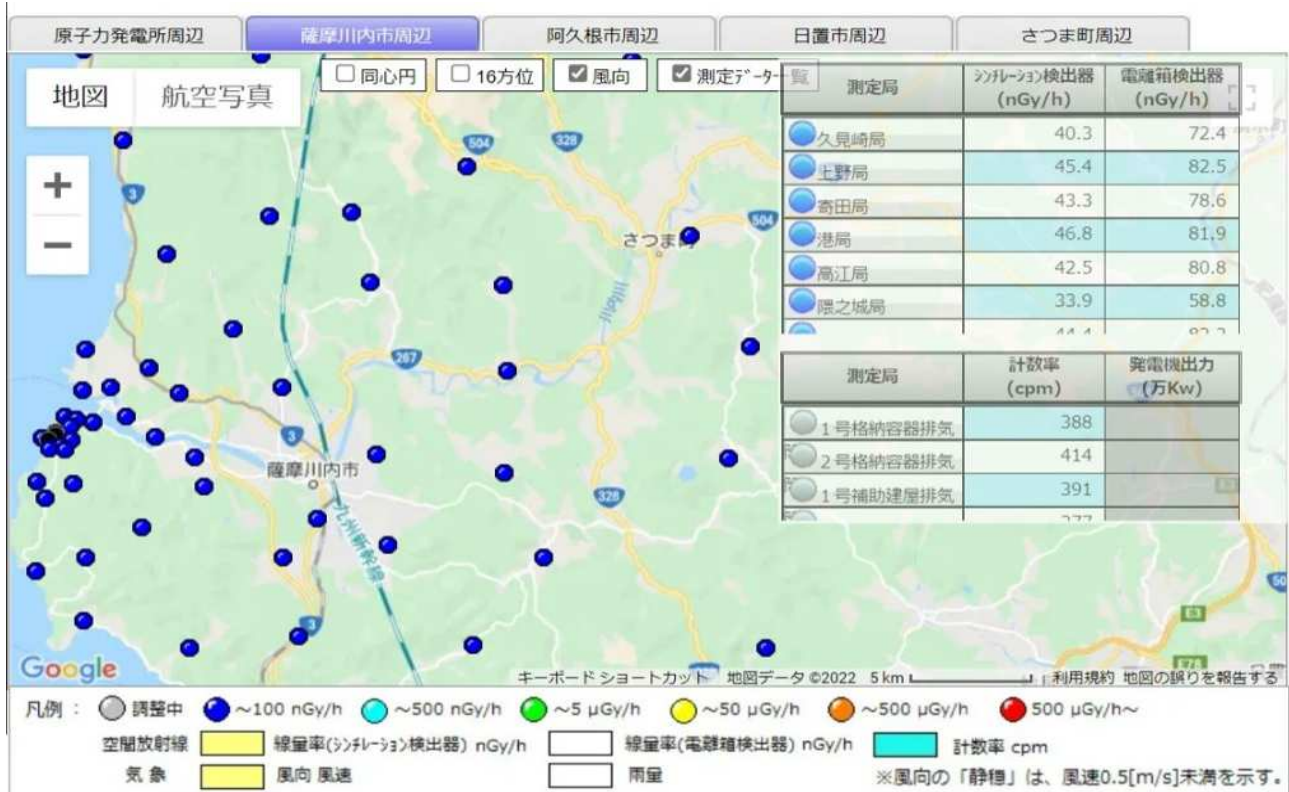 原子力発電所周辺 薩摩川内市周辺 阿久根市周辺 日置市周辺 さつま町周辺
地図 航空写真
同心円 16方位 風向 測定データ一覧
+
−
測定局 シンチレーション検出器(nGy/h) 電離箱検出器(nGy/h)
久見崎局 40.3 72.4
上野局 45.4 82.5
寄田局 43.3 78.6
港局 46.8 81.9
高江局 42.5 80.8
隈之城局 33.9 58.8
測定局 計数率(cpm) 発電機出力(万Kw)
1号格納容器排気 388
2号格納容器排気 414
1号補助建屋排気 391
504
328
3
504
さつま町
267
3
薩摩川内市
328
九州新幹線
3
E3
E78
Google
キーボード ショートカット 地図データ ©2022 5 km 利用規約 地図の誤りを報告する
凡例: 調整中 ~100 nGy/h ~500 nGy/h ~5 μGy/h ~50 μGy/h ~500 μGy/h 500 μGy/h~
空間放射線 線量率(シンチレーション検出器) nGy/h 線量率(電離箱検出器) nGy/h 計数率 cpm
気象 風向 風速 雨量 ※風向の「静穏」は、風速0.5[m/s]未満を示す。